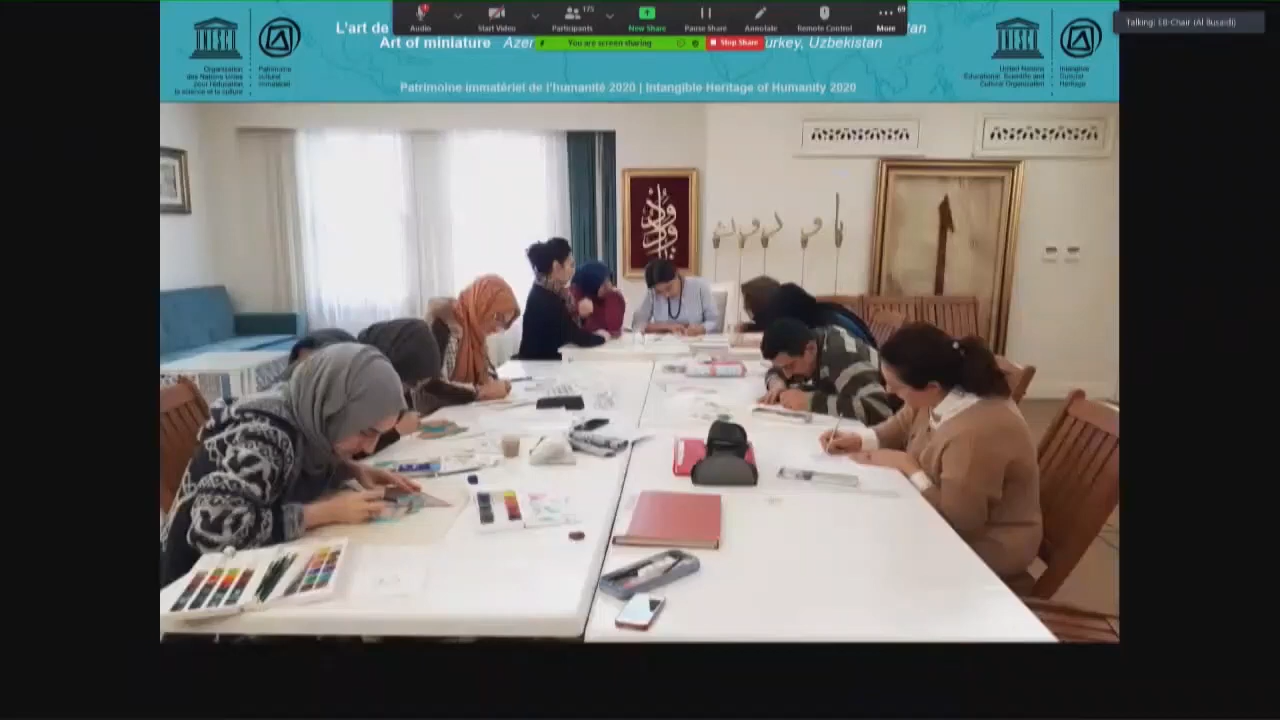 Audio
Start Video
Participants
175
New Share
Pause Share
Annotate
Remote Control
More
69
Talking: EB-Chair (Al Busaidi)
You are screen sharing
Stop Share
L'art de
Art of miniature Azer
urkey, Uzbekistan
Patrimoine immatériel de l'humanité 2020 | Intangible Heritage of Humanity 2020
Organisation
des Nations Unies
pour l'éducation,
la science et la culture
Patrimoine
culturel
immatériel
United Nations
Educational, Scientific and
Cultural Organization
Intangible
Cultural
Heritage